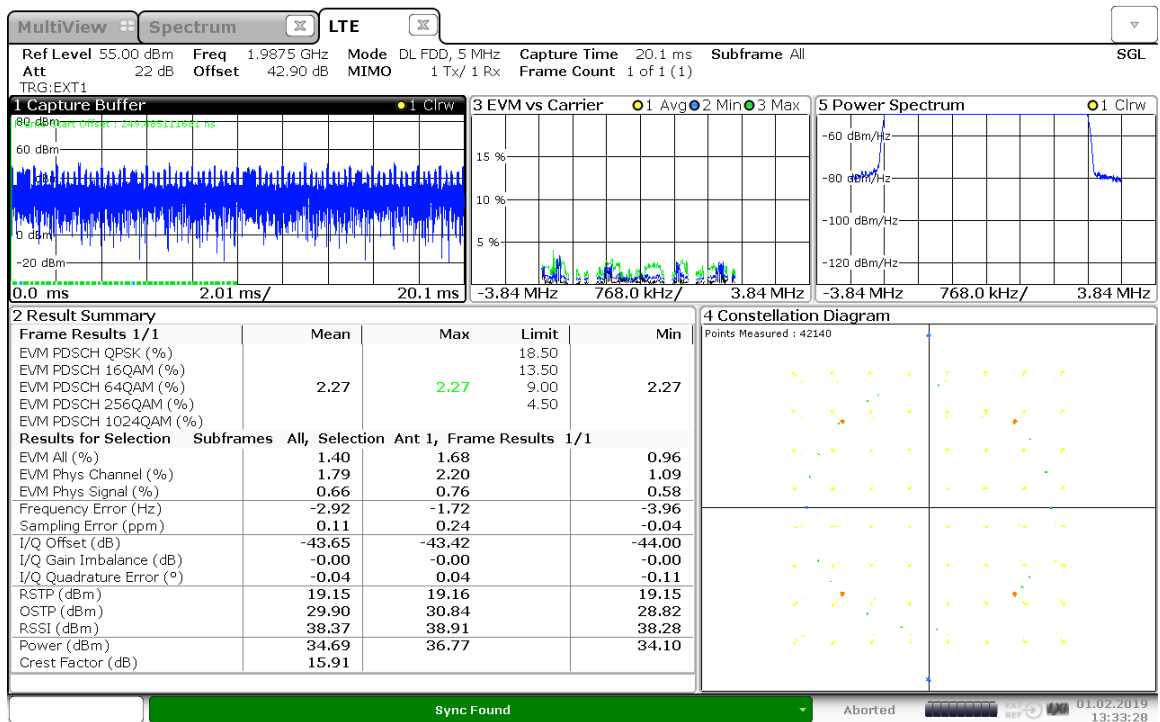 MultiView Spectrum LTE
Ref Level 55.00 dBm Freq 1.9875 GHz Mode DL FDD, 5 MHz Capture Time 20.1 ms Subframe All SGL
Att 22 dB Offset 42.90 dB MIMO 1 Tx/ 1 Rx Frame Count 1 of 1 (1)
TRG:EXT1
1 Capture Buffer 1 Clrw
80 dBm
60 dBm
0 dBm
-20 dBm
0.0 ms 2.01 ms/ 20.1 ms
3 EVM vs Carrier 1 Avg 2 Min 3 Max
15 %
10 %
5 %
-3.84 MHz 768.0 kHz/ 3.84 MHz
5 Power Spectrum 1 Clrw
-60 dBm/Hz
-80 dBm/Hz
-100 dBm/Hz
-120 dBm/Hz
-3.84 MHz 768.0 kHz/ 3.84 MHz
2 Result Summary
Frame Results 1/1 Mean Max Limit Min
EVM PDSCH QPSK (%) 18.50
EVM PDSCH 16QAM (%) 13.50
EVM PDSCH 64QAM (%) 2.27 2.27 9.00 2.27
EVM PDSCH 256QAM (%) 4.50
EVM PDSCH 1024QAM (%)
Results for Selection Subframes All, Selection Ant 1, Frame Results 1/1
EVM All (%) 1.40 1.68 0.96
EVM Phys Channel (%) 1.79 2.20 1.09
EVM Phys Signal (%) 0.66 0.76 0.58
Frequency Error (Hz) -2.92 -1.72 -3.96
Sampling Error (ppm) 0.11 0.24 -0.04
I/Q Offset (dB) -43.65 -43.42 -44.00
I/Q Gain Imbalance (dB) -0.00 -0.00 -0.00
I/Q Quadrature Error (°) -0.04 0.04 -0.11
RSTP (dBm) 19.15 19.16 19.15
OSTP (dBm) 29.90 30.84 28.82
RSSI (dBm) 38.37 38.91 38.28
Power (dBm) 34.69 36.77 34.10
Crest Factor (dB) 15.91
4 Constellation Diagram
Points Measured : 42140
Sync Found
Aborted
EXT
REF
01.02.2019
13:33:28